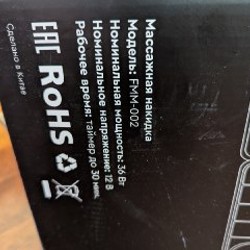 Массажная накидка
Модель: FMM-002
Номинальная мощность: 36 Вт
Номинальное напряжение: 12 В
Рабочее время: таймер до 30 мин.
EAC RoHS
Сделано в Китае